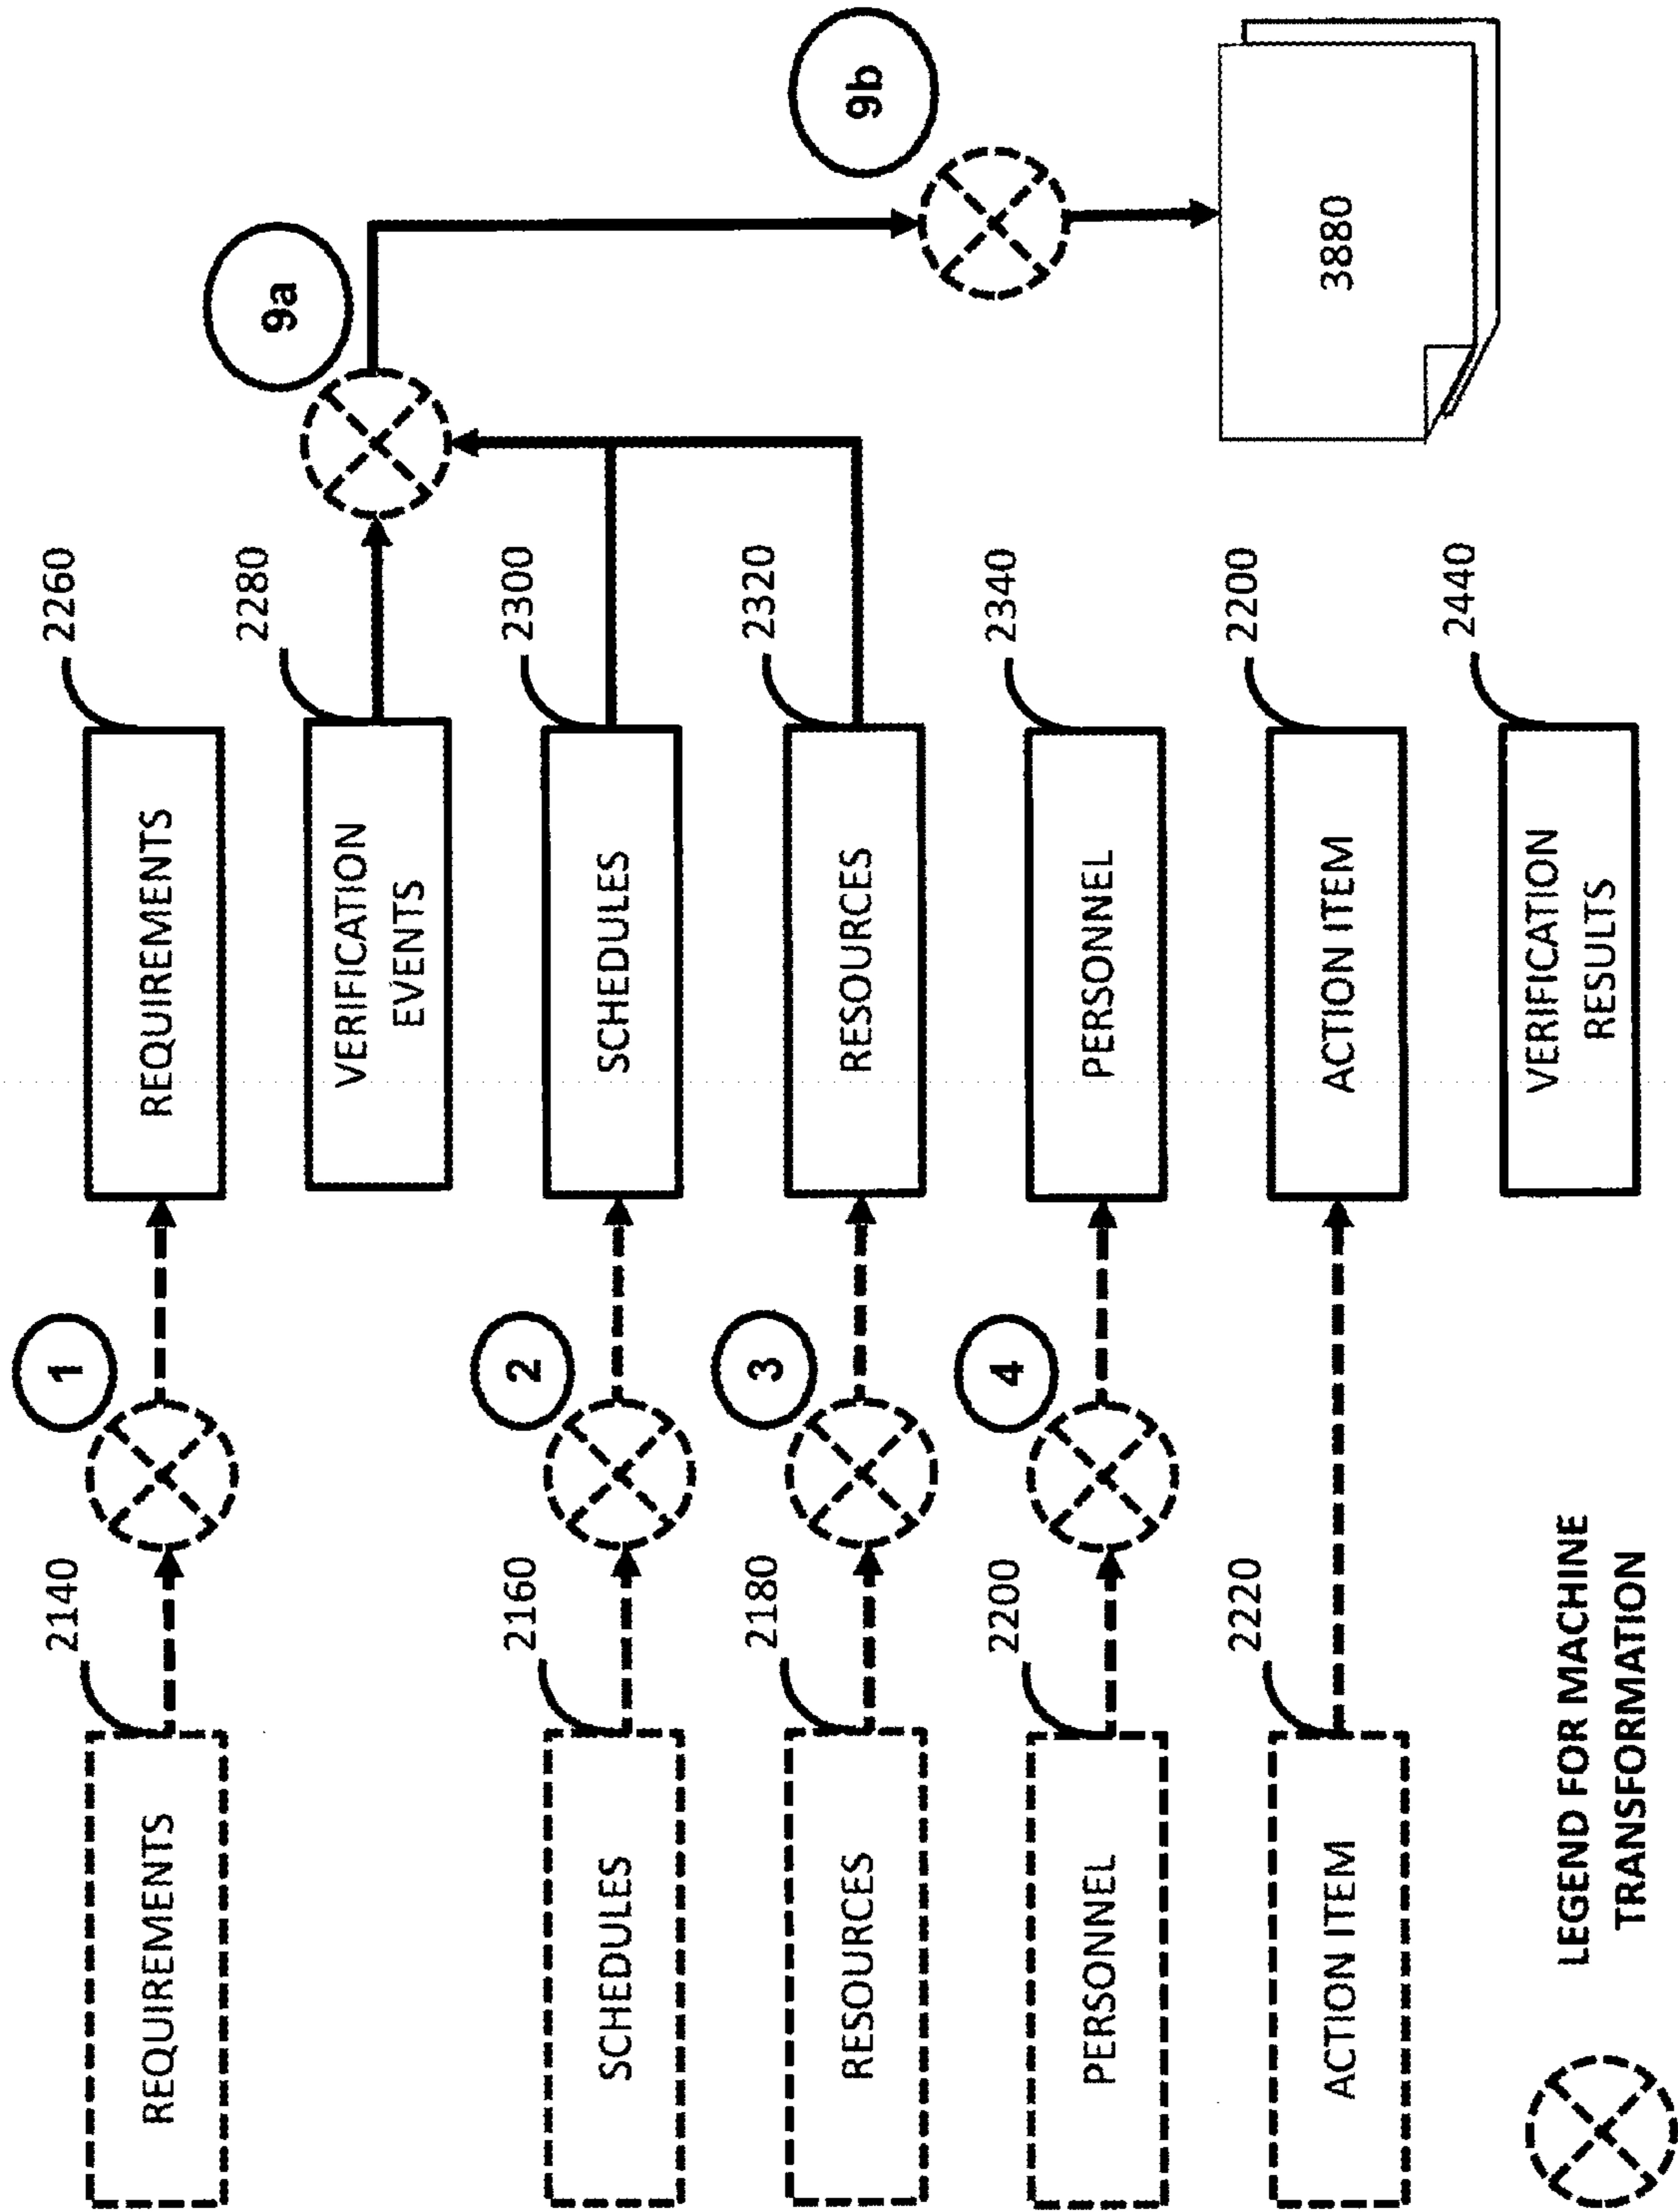 REQUIREMENTS
2140
1
REQUIREMENTS
2260
VERIFICATION
EVENTS
2280
9a
SCHEDULES
2160
2
SCHEDULES
2300
RESOURCES
2180
3
RESOURCES
2320
9b
PERSONNEL
2200
4
PERSONNEL
2340
ACTION ITEM
2220
ACTION ITEM
2200
3880
VERIFICATION
RESULTS
2440
LEGEND FOR MACHINE
TRANSFORMATION